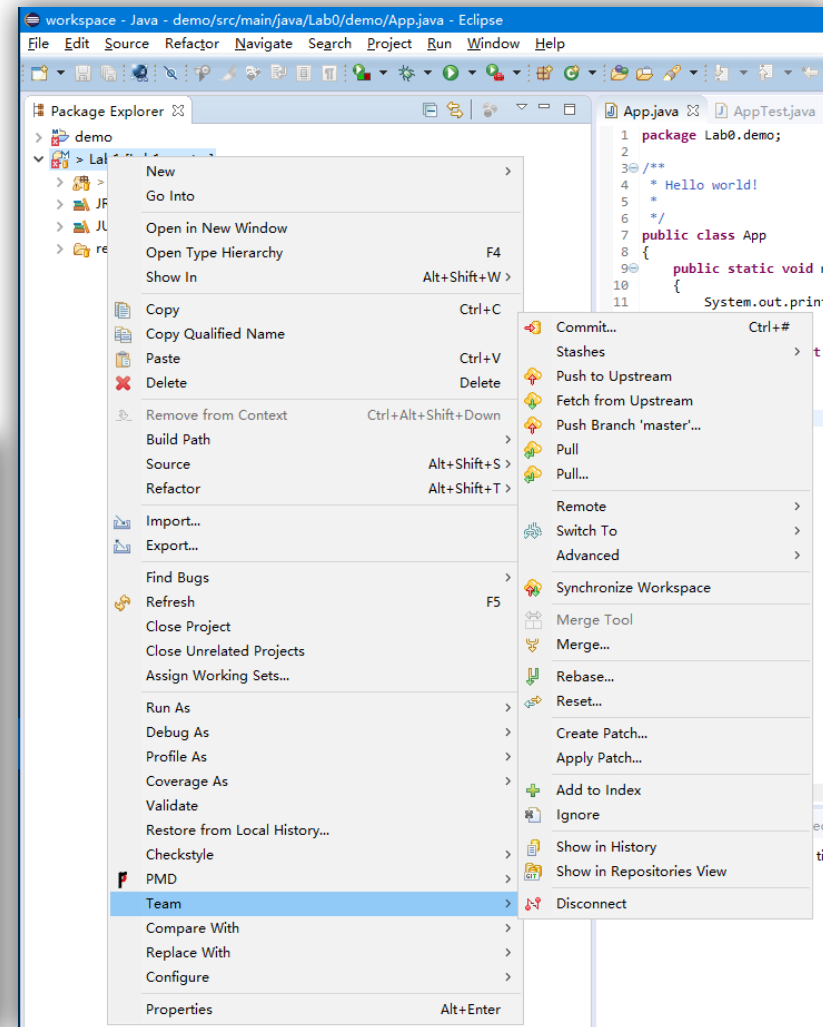 workspace - Java - demo/src/main/java/Lab0/demo/App.java - Eclipse
File Edit Source Refactor Navigate Search Project Run Window Help
Package Explorer
demo
>
>
JR
JU
re
App.java AppTest.java
1 package Lab0.demo;
2
3 /**
4 * Hello world!
5 *
6 */
7 public class App
8 {
9 public static void
10 {
11 System.out.print
New
Go Into
Open in New Window
Open Type Hierarchy F4
Show In Alt+Shift+W >
Copy Ctrl+C
Copy Qualified Name
Paste Ctrl+V
Delete Delete
Remove from Context Ctrl+Alt+Shift+Down
Build Path >
Source Alt+Shift+S >
Refactor Alt+Shift+T >
Import...
Export...
Find Bugs >
Refresh F5
Close Project
Close Unrelated Projects
Assign Working Sets...
Run As >
Debug As >
Profile As >
Coverage As >
Validate
Restore from Local History...
Checkstyle >
PMD >
Team >
Compare With >
Replace With >
Configure >
Properties Alt+Enter
Commit... Ctrl+#
Stashes >
Push to Upstream
Fetch from Upstream
Push Branch 'master'...
Pull
Pull...
Remote >
Switch To >
Advanced >
Synchronize Workspace
Merge Tool
Merge...
Rebase...
Reset...
Create Patch...
Apply Patch...
Add to Index
Ignore
Show in History
Show in Repositories View
Disconnect